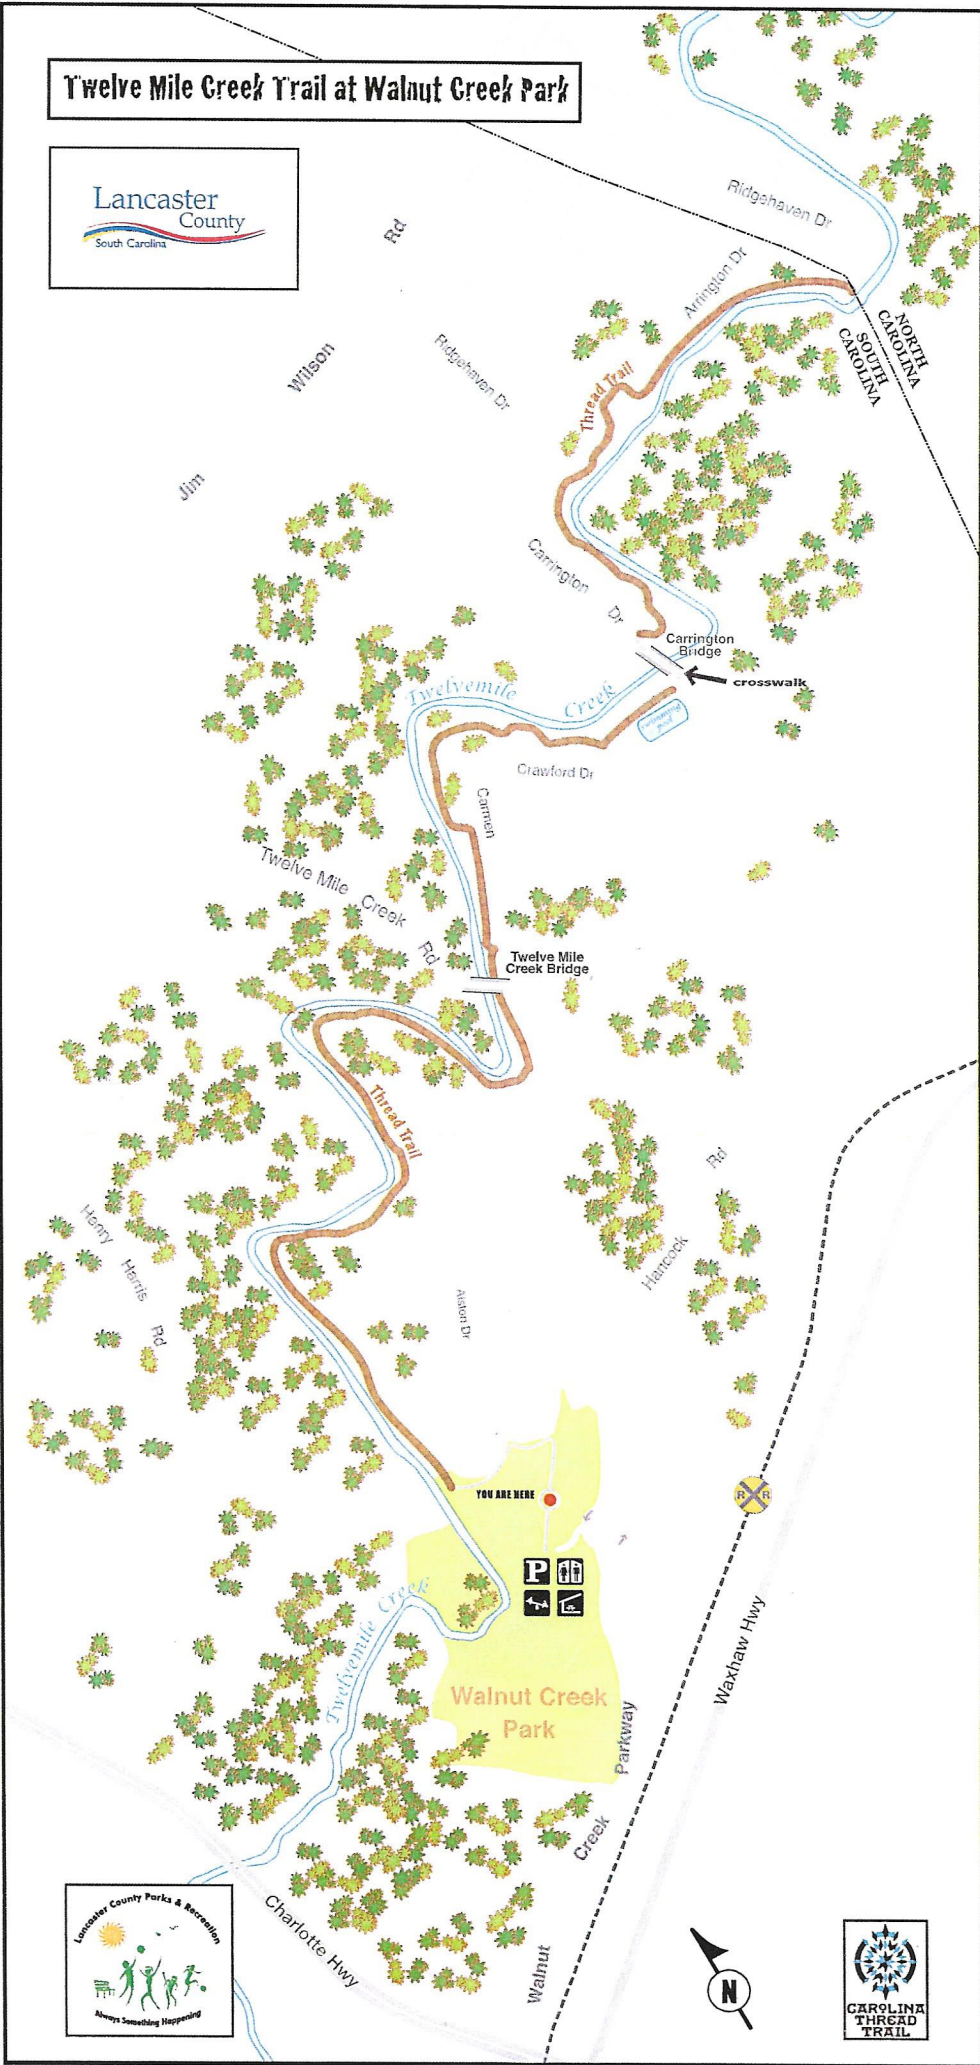 Twelve Mile Creek Trail at Walnut Creek Park
Lancaster
County
South Carolina
Ridgehaven Dr
Rd
Arrington Dr
NORTH
CAROLINA
SOUTH
CAROLINA
Wilson
Ridgehaven Dr
Thread Trail
Jim
Carrington
Dr
Carrington
Bridge
crosswalk
Twelvemile
Creek
swimming
pool
Crawford Dr
Carmen
Twelve Mile
Creek
Rd
Twelve Mile
Creek Bridge
Thread Trail
Rd
Henry
Harris
Rd
Hancock
Alston Dr
YOU ARE HERE
R R
P
Twelvemile Creek
Walnut Creek
Park
Waxhaw Hwy
Parkway
Creek
Walnut
Charlotte Hwy
Lancaster County Parks & Recreation
Always Something Happening
N
CAROLINA
THREAD
TRAIL